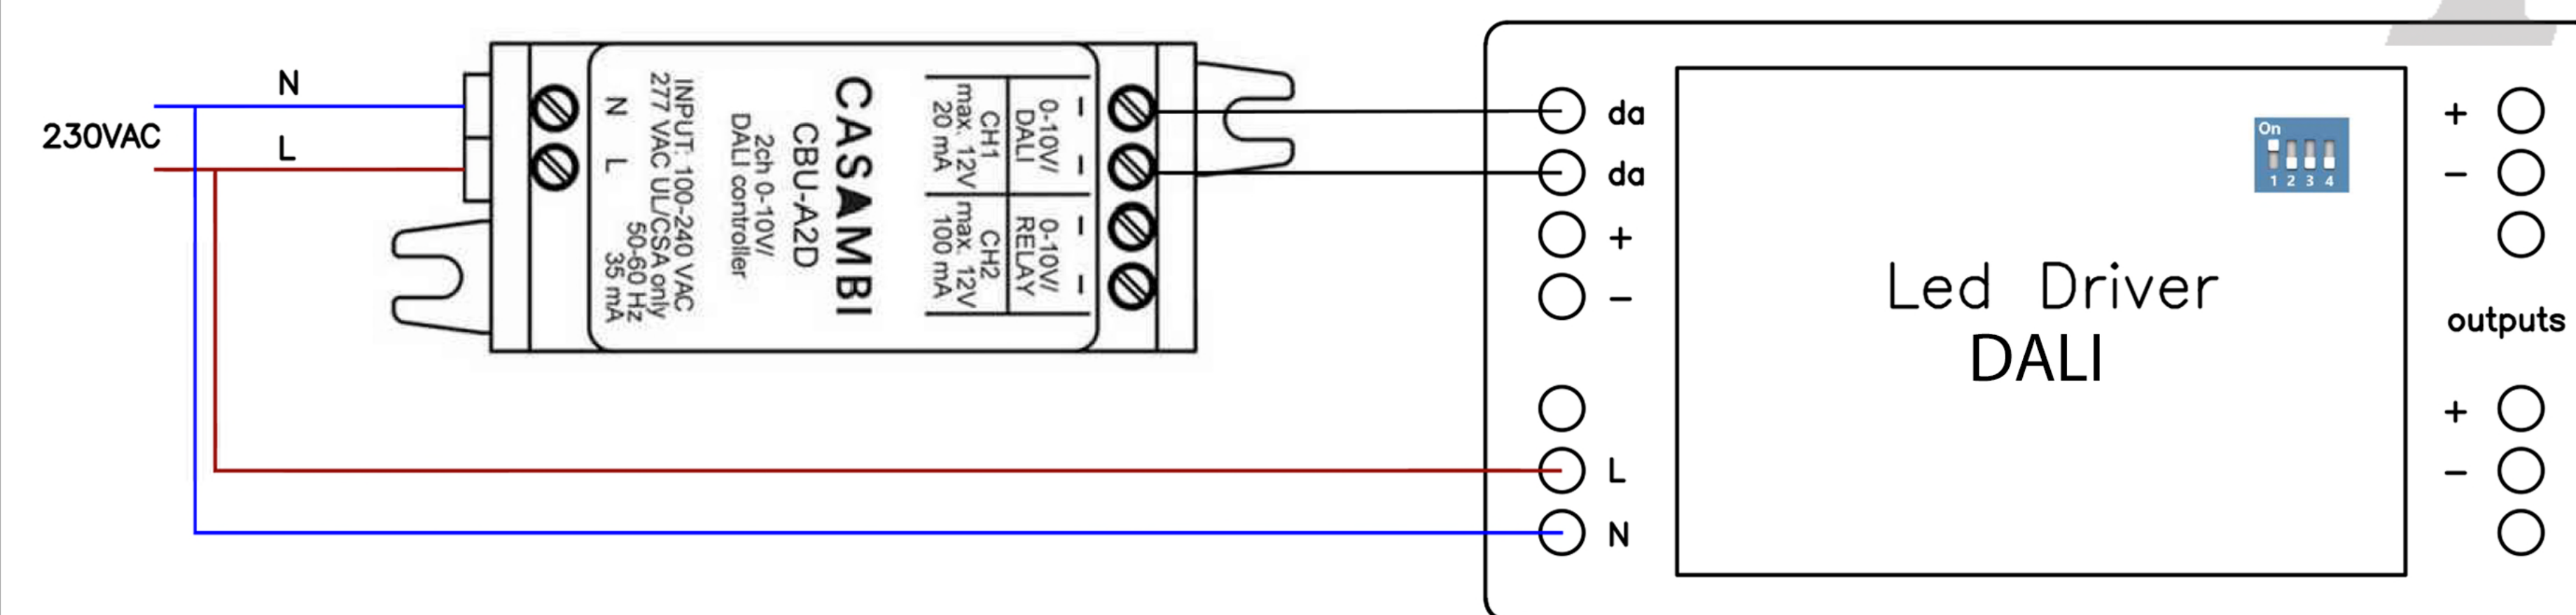 230VAC
N
L
N L
INPUT: 100-240 VAC
277 VAC UL/CSA only
50-60 Hz
35 mA
2ch 0-10V/
DALI controller
CBU-A2D
CASAMBI
0-10V/
DALI
CH1
max. 12V
20 mA
0-10V/
RELAY
CH2
max. 12V
100 mA
- - - -
da
da
+
-
L
N
On
1 2 3 4
Led Driver
DALI
+
-
outputs
+
-